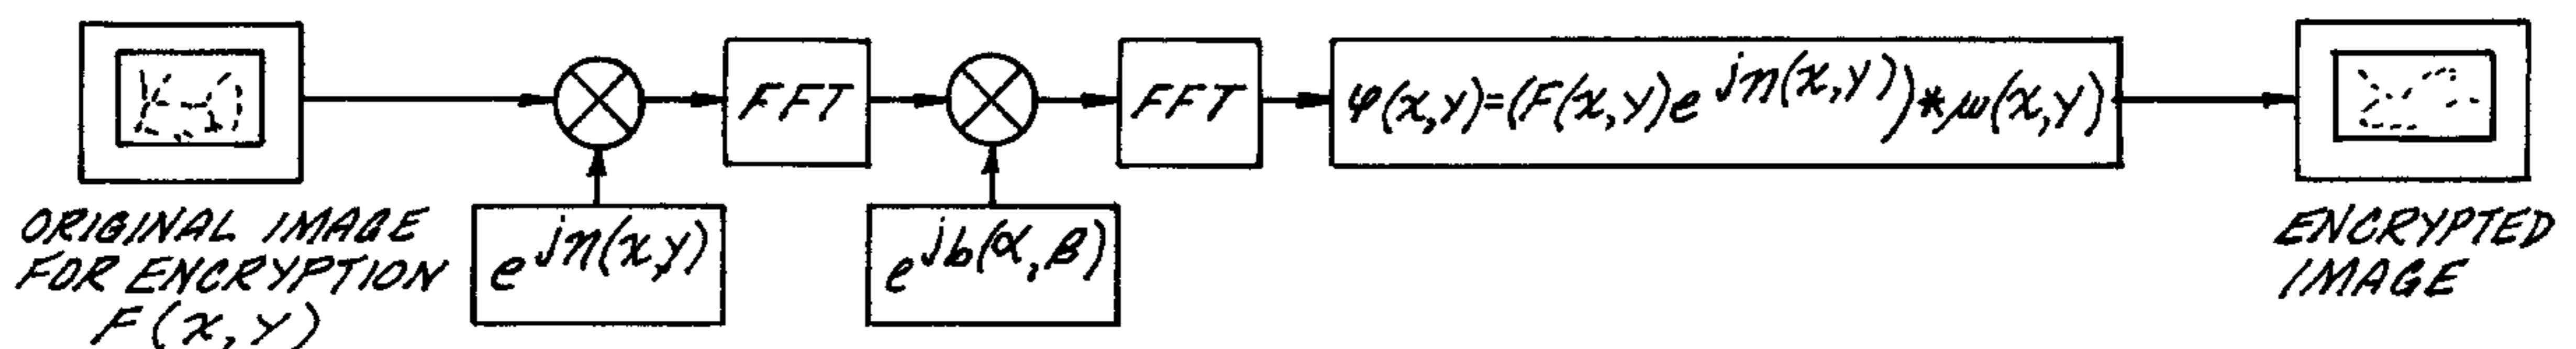 FFT
FFT
φ(x,y)=(F(x,y)e^{jn(x,y)})*μ(x,y)
ORIGINAL IMAGE
FOR ENCRYPTION
F(x,y)
e^{jn(x,y)}
e^{jb(α,β)}
ENCRYPTED
IMAGE